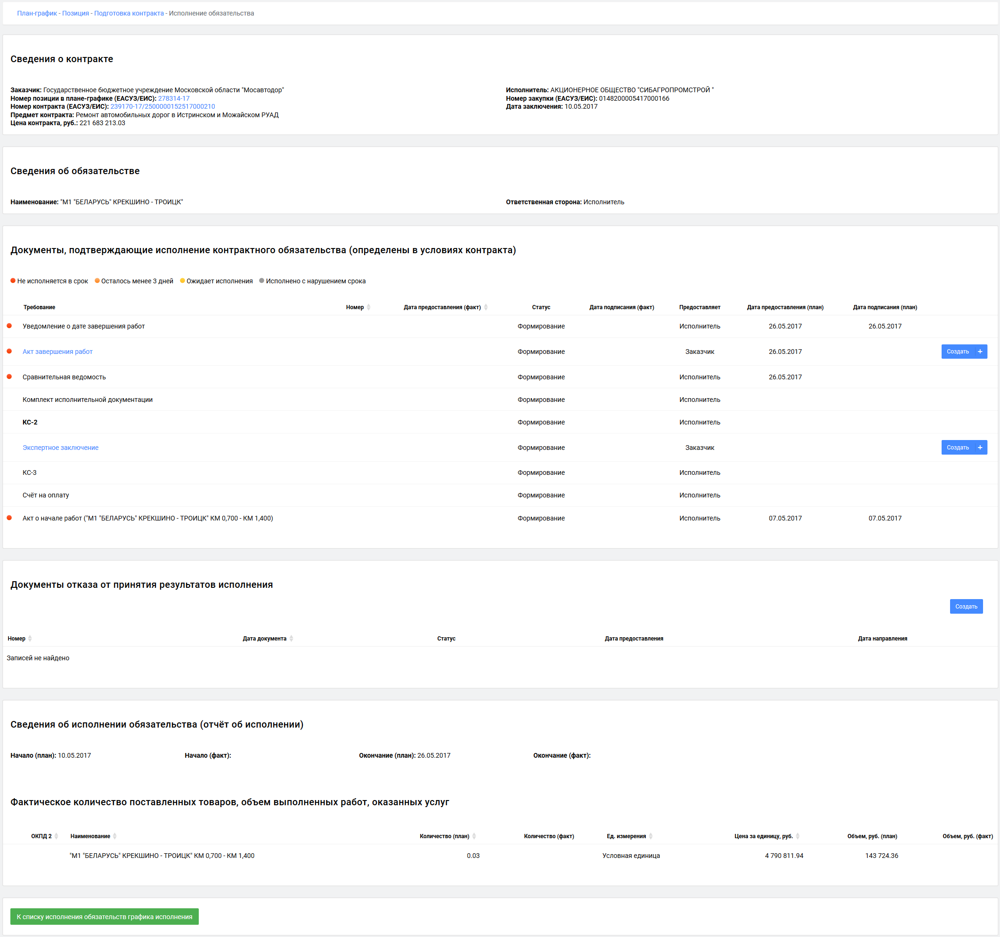 План-график - Позиция - Подготовка контракта - Исполнение обязательства
Сведения о контракте
Заказчик: Государственное бюджетное учреждение Московской области "Мосавтодор"
Номер позиции в плане-графике (ЕАСУЗ/ЕИС): 278314-17
Номер контракта (ЕАСУЗ/ЕИС): 239170-17/2500000152517000210
Предмет контракта: Ремонт автомобильных дорог в Истринском и Можайском РУАД
Цена контракта, руб.: 221 683 213.03
Исполнитель: АКЦИОНЕРНОЕ ОБЩЕСТВО "СИБАГРОПРОМСТРОЙ "
Номер закупки (ЕАСУЗ/ЕИС): 0148200005417000166
Дата заключения: 10.05.2017
Сведения об обязательстве
Наименование: "М1 "БЕЛАРУСЬ" КРЕКШИНО - ТРОИЦК"
Ответственная сторона: Исполнитель
Документы, подтверждающие исполнение контрактного обязательства (определены в условиях контракта)
Не исполняется в срок Осталось менее 3 дней Ожидает исполнения Исполнено с нарушением срока
Требование Номер Дата предоставления (факт) Статус Дата подписания (факт) Предоставляет Дата предоставления (план) Дата подписания (план)
Уведомление о дате завершения работ Формирование Исполнитель 26.05.2017 26.05.2017
Акт завершения работ Формирование Заказчик 26.05.2017 Создать +
Сравнительная ведомость Формирование Исполнитель 26.05.2017
Комплект исполнительной документации Формирование Исполнитель
КС-2 Формирование Исполнитель
Экспертное заключение Формирование Заказчик Создать +
КС-3 Формирование Исполнитель
Счёт на оплату Формирование Исполнитель
Акт о начале работ ("М1 "БЕЛАРУСЬ" КРЕКШИНО - ТРОИЦК" КМ 0,700 - КМ 1,400) Формирование Исполнитель 07.05.2017 07.05.2017
Документы отказа от принятия результатов исполнения
Создать
Номер Дата документа Статус Дата предоставления Дата направления
Записей не найдено
Сведения об исполнении обязательства (отчёт об исполнении)
Начало (план): 10.05.2017 Начало (факт): Окончание (план): 26.05.2017 Окончание (факт):
Фактическое количество поставленных товаров, объем выполненных работ, оказанных услуг
ОКПД 2 Наименование Количество (план) Количество (факт) Ед. измерения Цена за единицу, руб. Объем, руб. (план) Объем, руб. (факт)
"М1 "БЕЛАРУСЬ" КРЕКШИНО - ТРОИЦК" КМ 0,700 - КМ 1,400 0.03 Условная единица 4 790 811.94 143 724.36
К списку исполнения обязательств графика исполнения